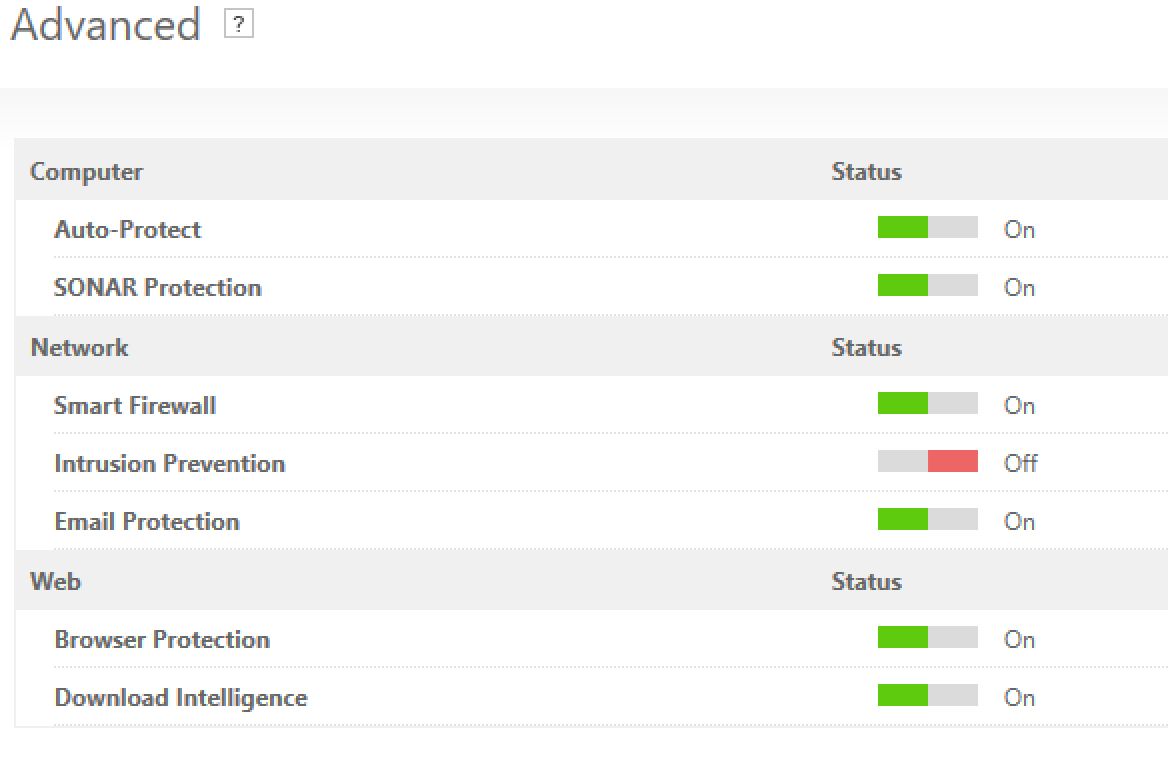 Advanced ?
Computer Status
Auto-Protect On
SONAR Protection On
Network Status
Smart Firewall On
Intrusion Prevention Off
Email Protection On
Web Status
Browser Protection On
Download Intelligence On